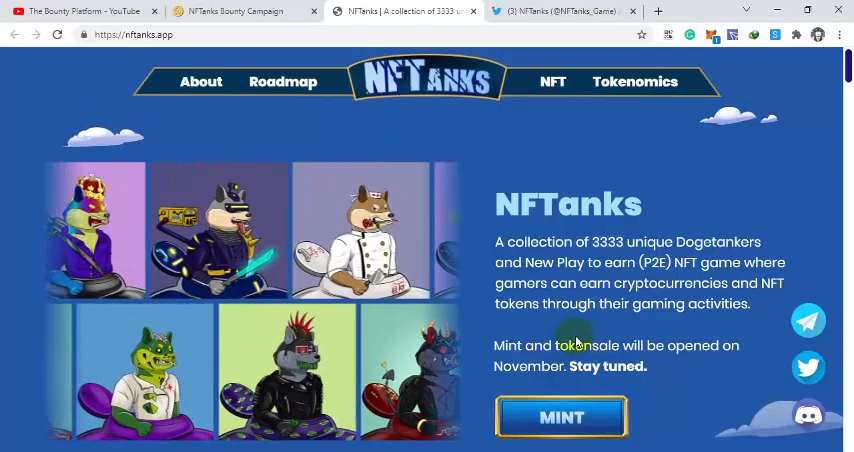 The Bounty Platform - YouTube
NFTanks Bounty Campaign
NFTanks | A collection of 3333 un
(3) NFTanks (@NFTanks_Game) /
https://nftanks.app
About
Roadmap
NFTANKS
NFT
Tokenomics
NFTanks
A collection of 3333 unique Dogetankers
and New Play to earn (P2E) NFT game where
gamers can earn cryptocurrencies and NFT
tokens through their gaming activities.
Mint and tokensale will be opened on
November. Stay tuned.
MINT